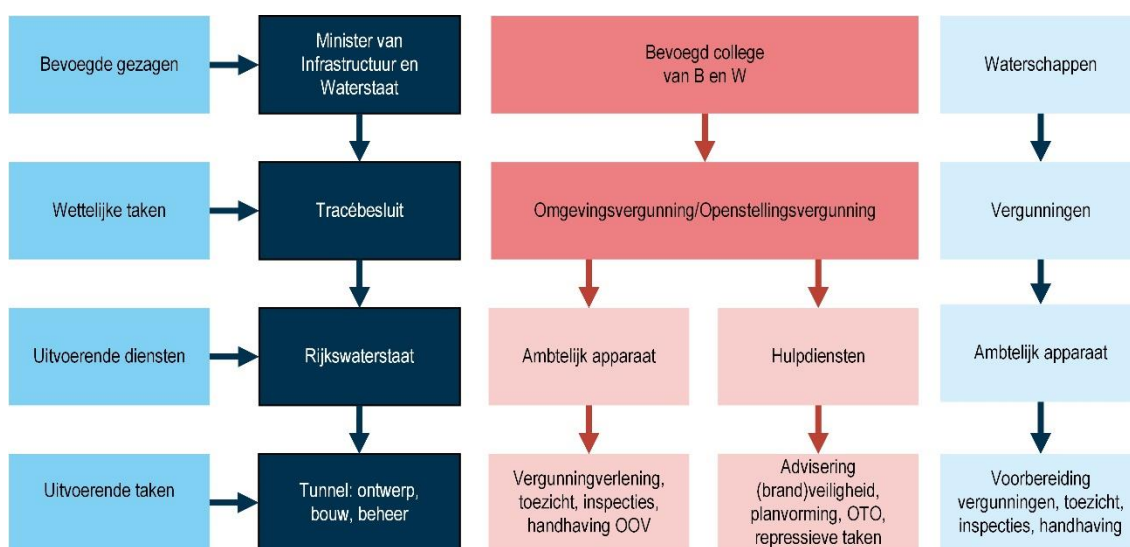 Bevoegde gezagen
Minister van
Infrastructuur en
Waterstaat
Bevoegd college
van B en W
Waterschappen
Wettelijke taken
Tracébesluit
Omgevingsvergunning/Openstellingsvergunning
Vergunningen
Uitvoerende diensten
Rijkswaterstaat
Ambtelijk apparaat
Hulpdiensten
Ambtelijk apparaat
Uitvoerende taken
Tunnel: ontwerp,
bouw, beheer
Vergunningverlening,
toezicht, inspecties,
handhaving OOV
Advisering
(brand)veiligheid,
planvorming, OTO,
repressieve taken
Voorbereiding
vergunningen, toezicht,
inspecties, handhaving